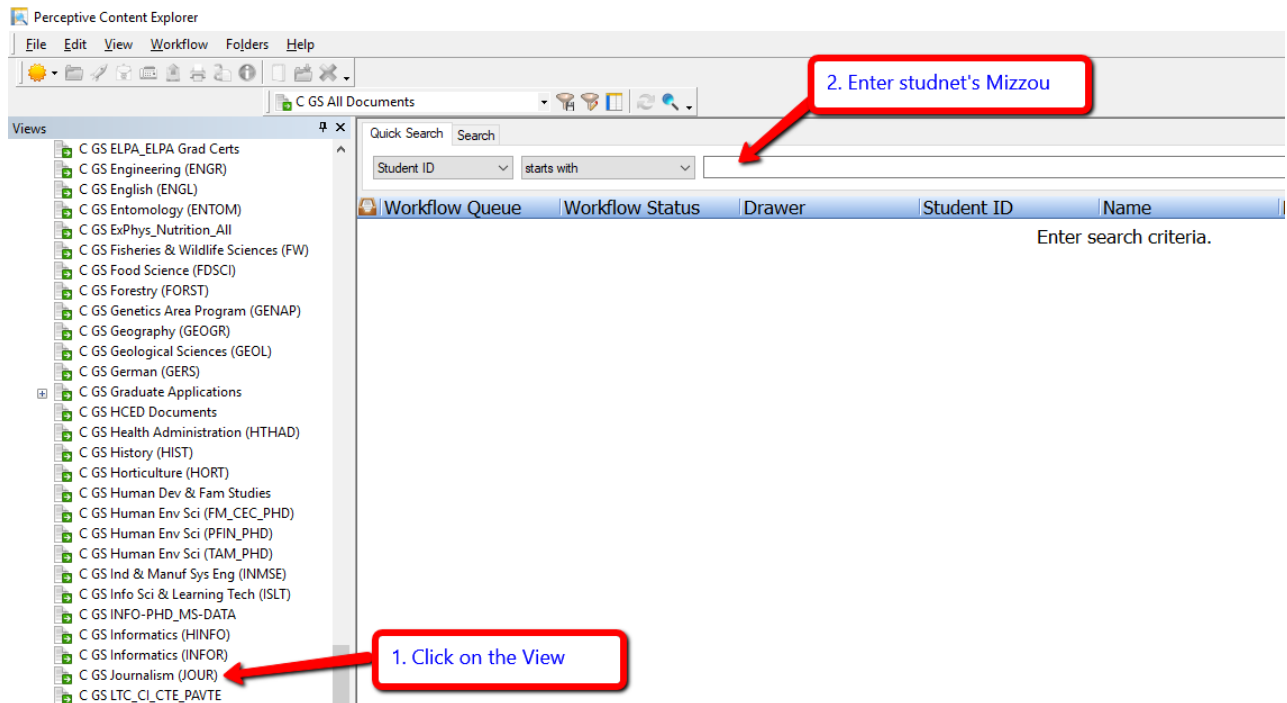 Perceptive Content Explorer
File Edit View Workflow Folders Help
C GS All Documents
2. Enter studnet's Mizzou
Views
Quick Search Search
Student ID starts with
Workflow Queue Workflow Status Drawer Student ID Name
Enter search criteria.
C GS ELPA_ELPA Grad Certs
C GS Engineering (ENGR)
C GS English (ENGL)
C GS Entomology (ENTOM)
C GS ExPhys_Nutrition_All
C GS Fisheries & Wildlife Sciences (FW)
C GS Food Science (FDSCI)
C GS Forestry (FORST)
C GS Genetics Area Program (GENAP)
C GS Geography (GEOGR)
C GS Geological Sciences (GEOL)
C GS German (GERS)
C GS Graduate Applications
C GS HCED Documents
C GS Health Administration (HTHAD)
C GS History (HIST)
C GS Horticulture (HORT)
C GS Human Dev & Fam Studies
C GS Human Env Sci (FM_CEC_PHD)
C GS Human Env Sci (PFIN_PHD)
C GS Human Env Sci (TAM_PHD)
C GS Ind & Manuf Sys Eng (INMSE)
C GS Info Sci & Learning Tech (ISLT)
C GS INFO-PHD_MS-DATA
C GS Informatics (HINFO)
C GS Informatics (INFOR)
C GS Journalism (JOUR)
C GS LTC_CI_CTE_PAVTE
1. Click on the View